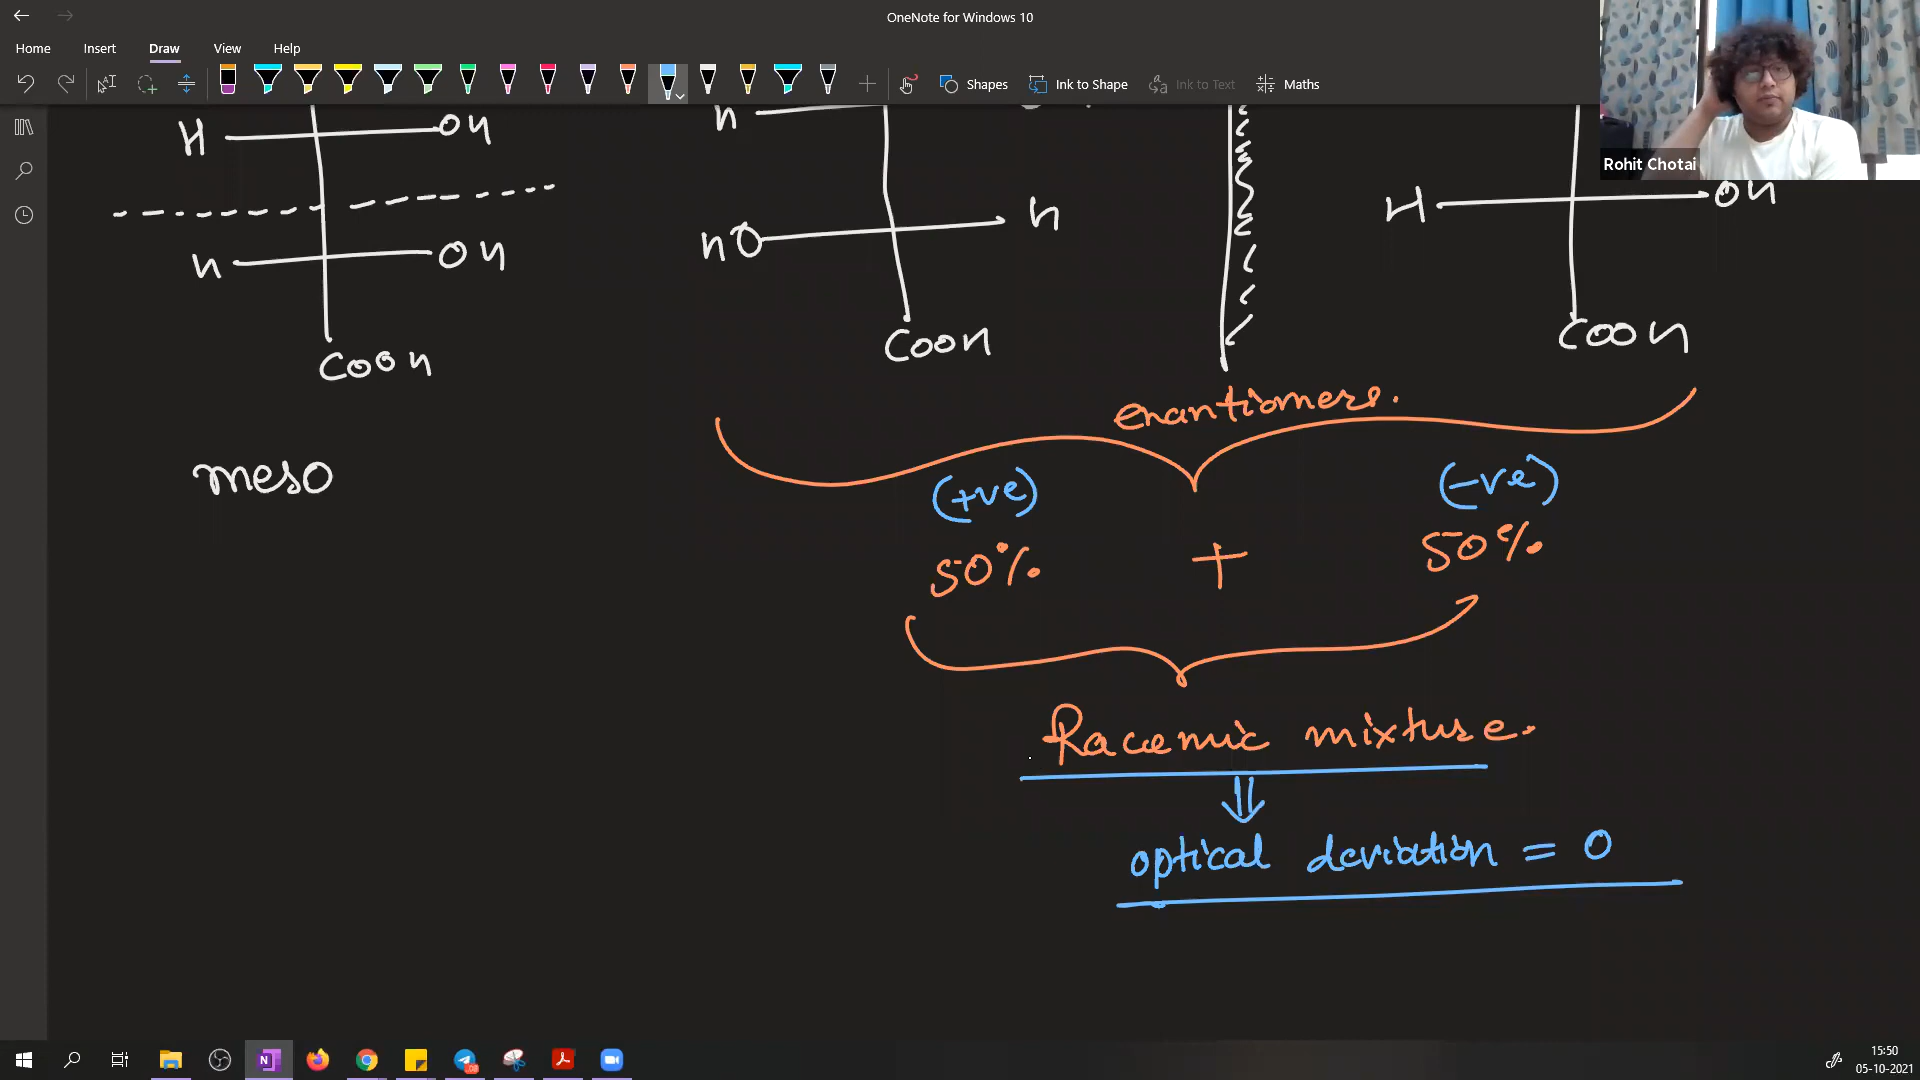 OneNote for Windows 10
Home Insert Draw View Help
Shapes Ink to Shape Ink to Text Maths
Rohit Chotai
H OH
H OH
COOH
H
HO H
COOH
H OH
COOH
enantiomers.
meso
(+ve) (-ve)
50% + 50%
Racemic mixture.
optical deviation = 0
15:50
05-10-2021